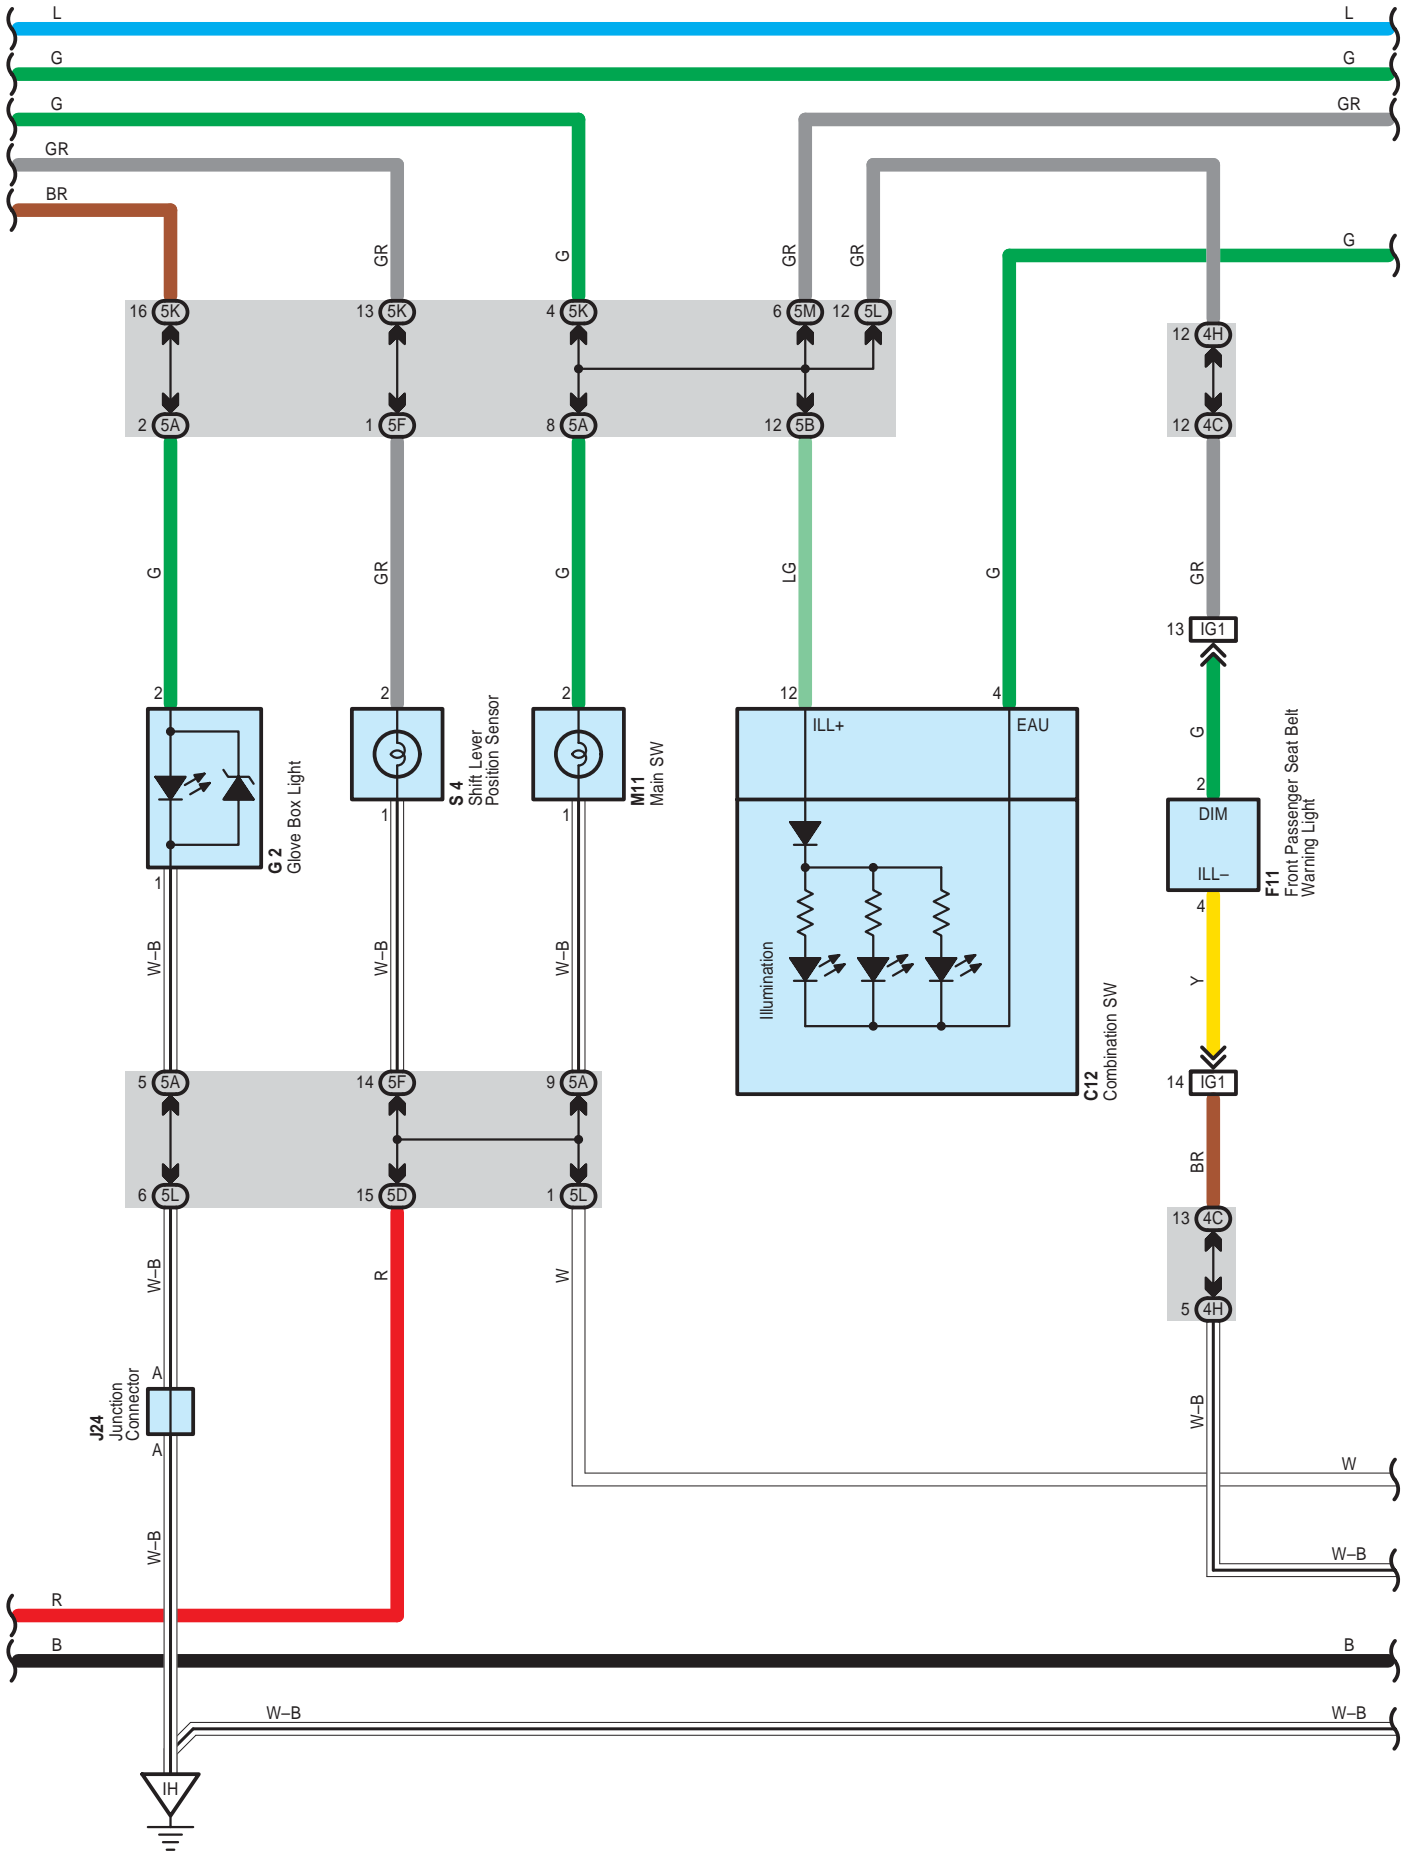 L L
G G
G GR
GR
BR
G
GR G GR GR
16 5K 13 5K 4 5K 6 5M 12 5L
12 4H
2 5A 1 5F 8 5A 12 5B 12 4C
G GR G LG G GR
13 IG1
2 2 2 12 4
ILL+ EAU
G
2
DIM
ILL–
4
G 2
Glove Box Light
S 4
Shift Lever
Position Sensor
M11
Main SW
F11
Front Passenger Seat Belt
Warning Light
1 1 1
W–B W–B W–B
Illumination
Y
C12
Combination SW
5 5A 14 5F 9 5A
14 IG1
BR
6 5L 15 5D 1 5L
13 4C
W–B R W
5 4H
A
J24
Junction
Connector
A
W–B
W
W–B
W–B
R
B B
W–B W–B
IH